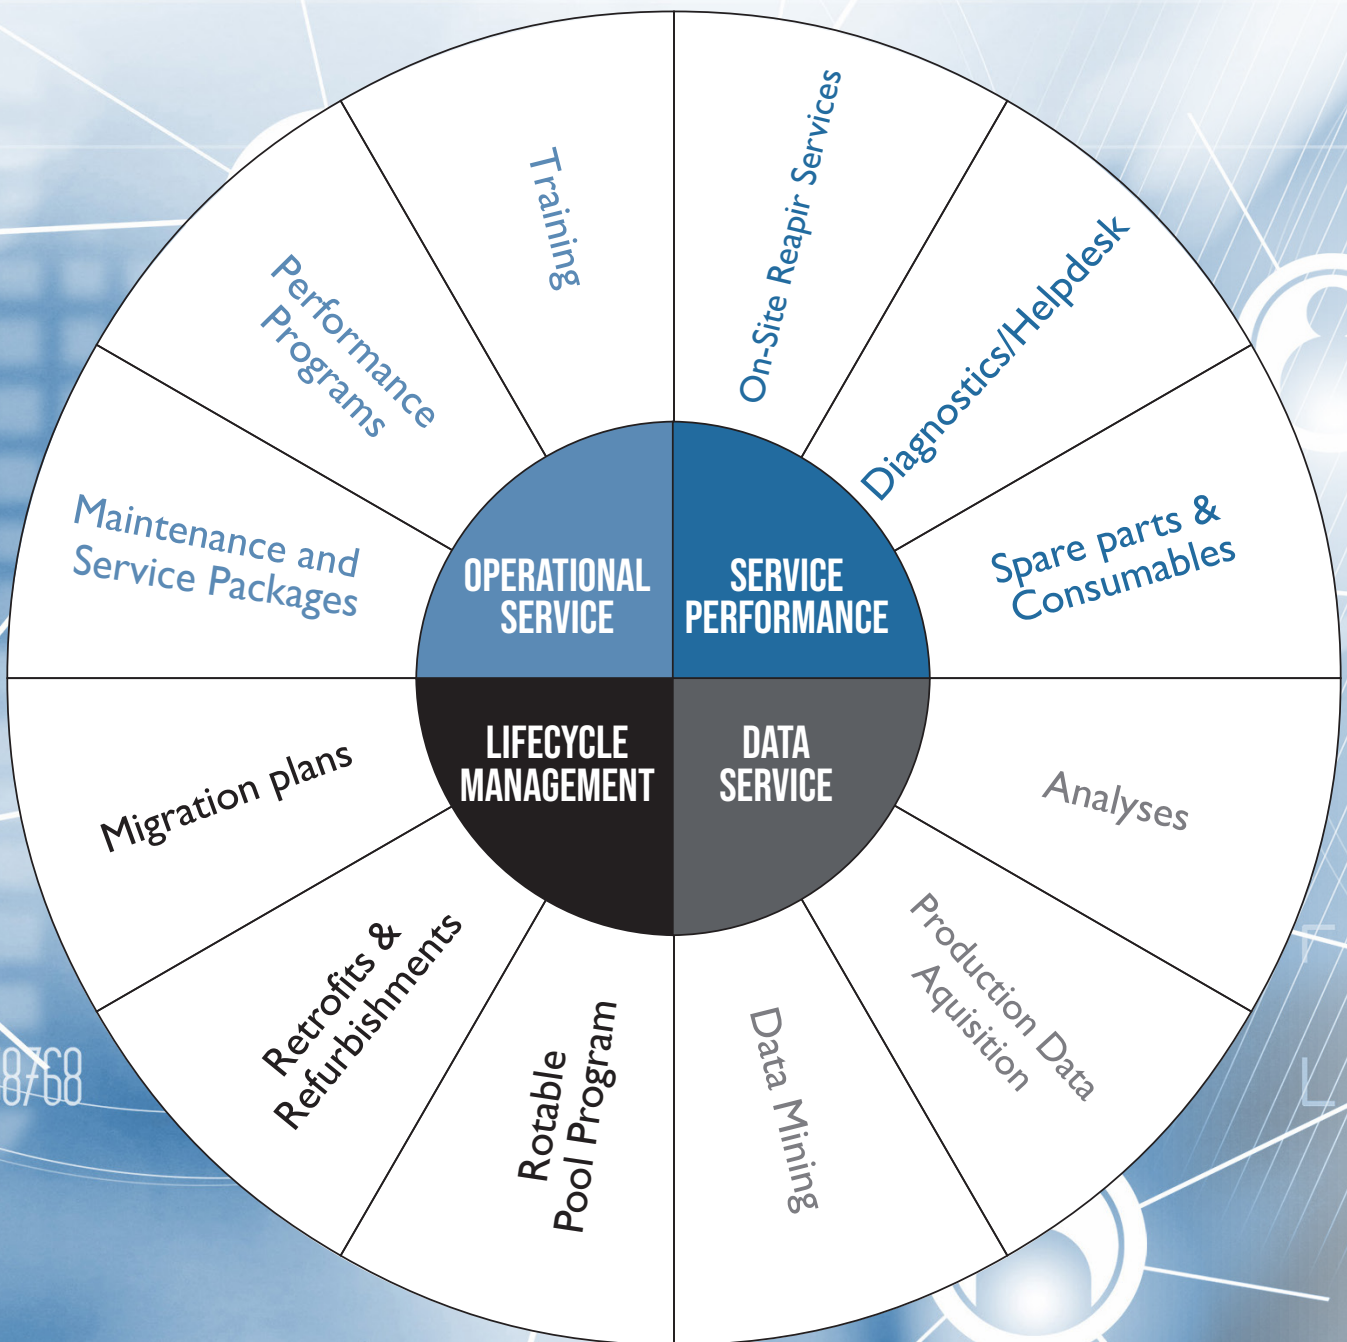 Training
Performance
Programs
Maintenance and
Service Packages
On-Site Reapir Services
Diagnostics/Helpdesk
Spare parts &
Consumables
OPERATIONAL
SERVICE
SERVICE
PERFORMANCE
LIFECYCLE
MANAGEMENT
DATA
SERVICE
Migration plans
Retrofits &
Refurbishments
Rotable
Pool Program
Analyses
Production Data
Aquisition
Data Mining